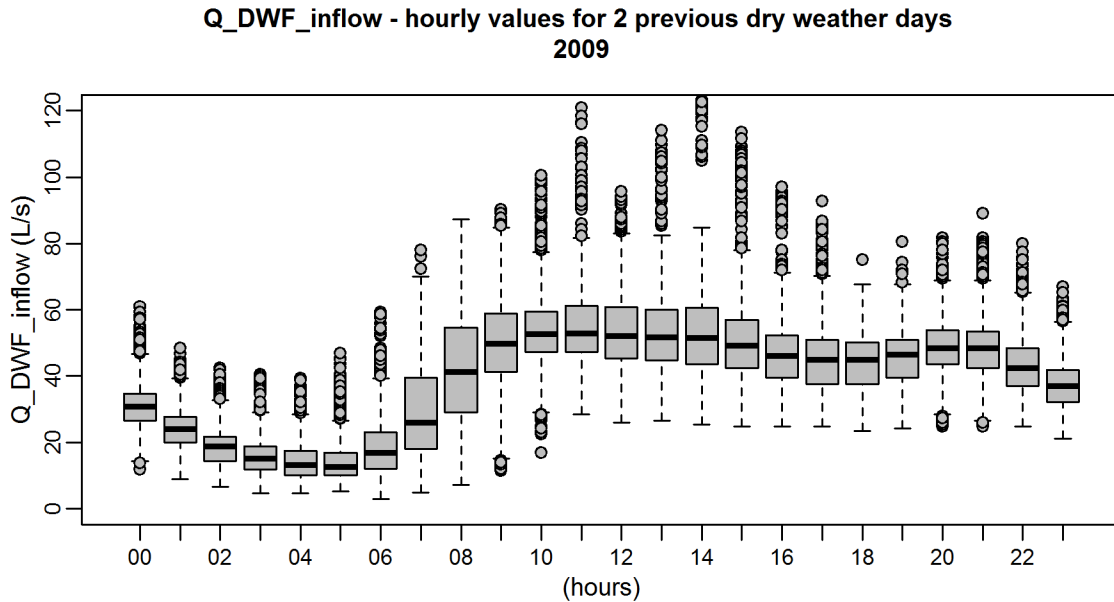 Q_DWF_inflow - hourly values for 2 previous dry weather days
2009
Q_DWF_inflow (L/s)
120
100
80
60
40
20
0
00 02 04 06 08 10 12 14 16 18 20 22
(hours)